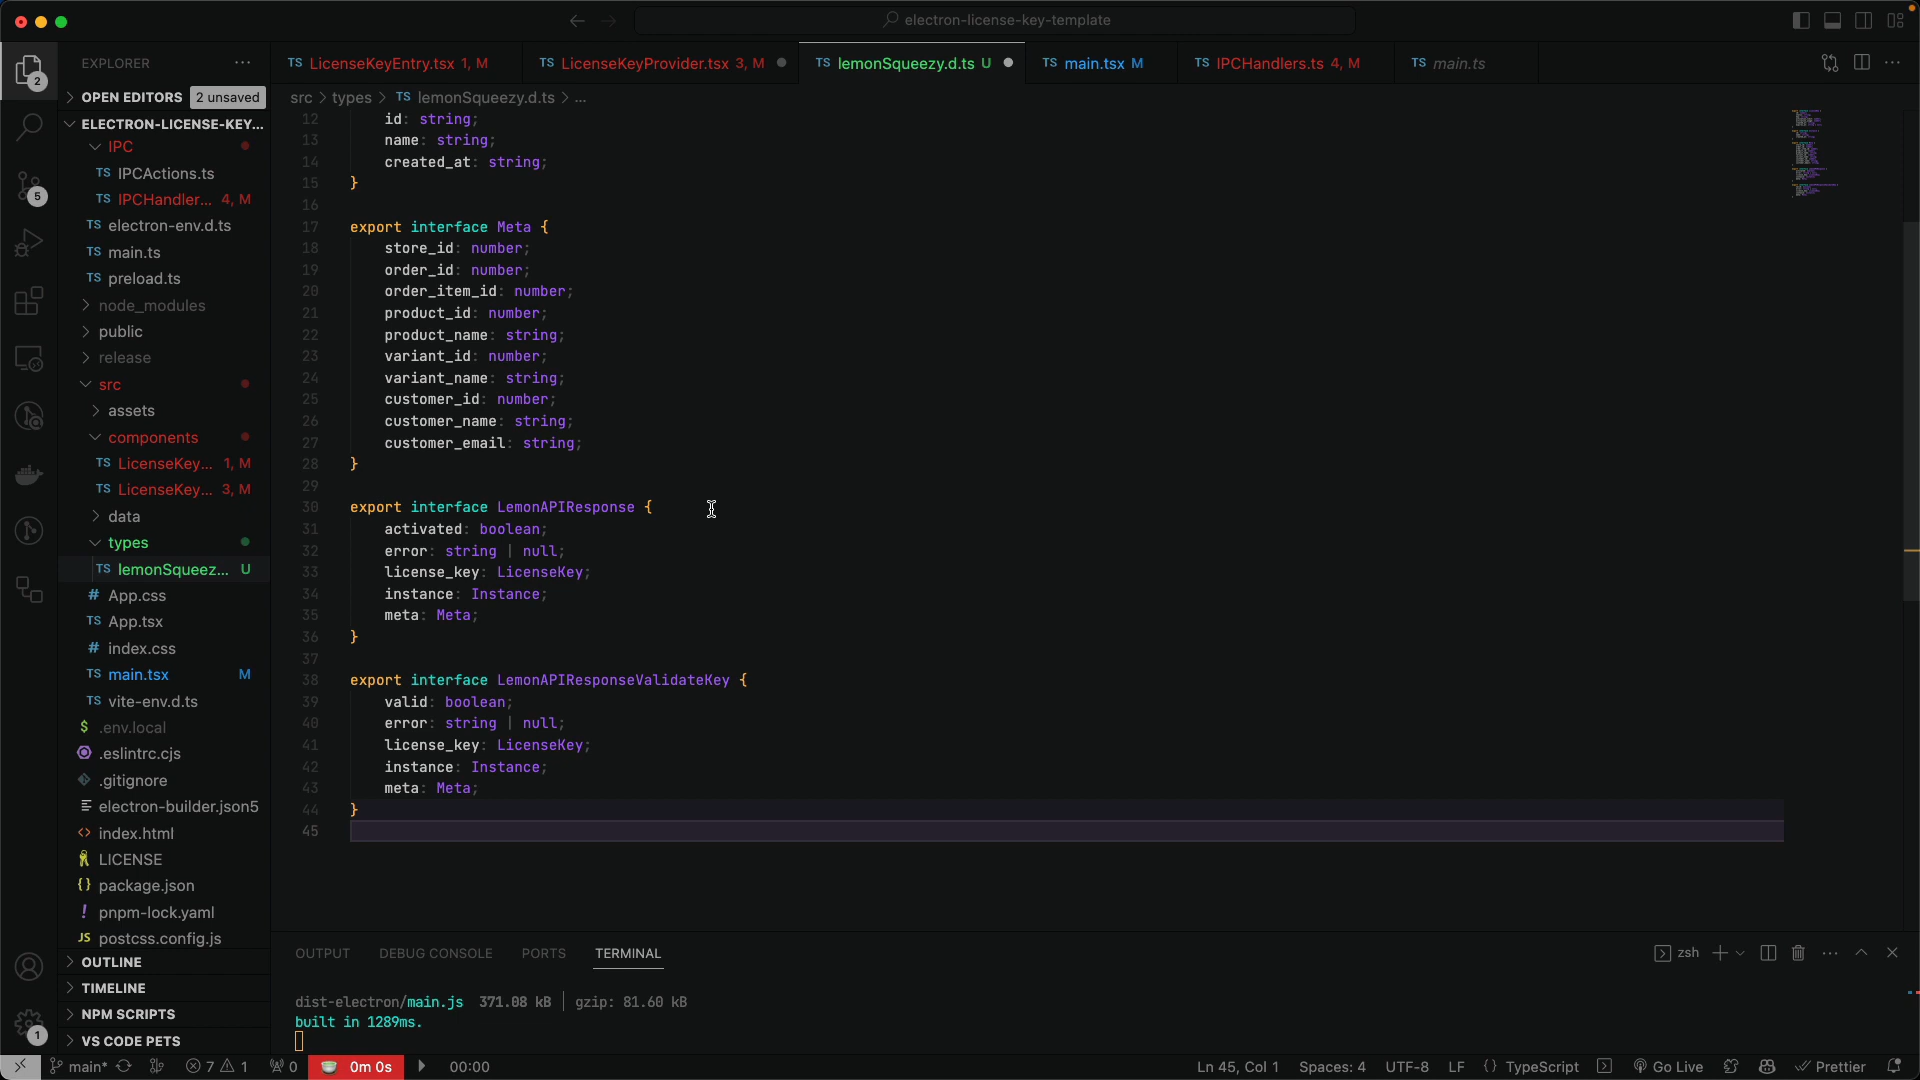 electron-license-key-template
EXPLORER
LicenseKeyEntry.tsx 1, M
LicenseKeyProvider.tsx 3, M
lemonSqueezy.d.ts U
main.tsx M
IPCHandlers.ts 4, M
main.ts
OPEN EDITORS 2 unsaved
src > types > TS lemonSqueezy.d.ts > ...
ELECTRON-LICENSE-KEY...
IPC
TS IPCActions.ts
TS IPCHandler... 4, M
TS electron-env.d.ts
TS main.ts
TS preload.ts
node_modules
public
release
src
assets
components
TS LicenseKey... 1, M
TS LicenseKey... 3, M
data
types
TS lemonSqueez... U
# App.css
TS App.tsx
# index.css
TS main.tsx M
TS vite-env.d.ts
$ .env.local
.eslintrc.cjs
.gitignore
electron-builder.json5
<> index.html
LICENSE
{} package.json
! pnpm-lock.yaml
JS postcss.config.js
OUTLINE
TIMELINE
NPM SCRIPTS
VS CODE PETS
2
5
1
12 id: string;
13 name: string;
14 created_at: string;
15 }
16
17 export interface Meta {
18 store_id: number;
19 order_id: number;
20 order_item_id: number;
21 product_id: number;
22 product_name: string;
23 variant_id: number;
24 variant_name: string;
25 customer_id: number;
26 customer_name: string;
27 customer_email: string;
28 }
29
30 export interface LemonAPIResponse {
31 activated: boolean;
32 error: string | null;
33 license_key: LicenseKey;
34 instance: Instance;
35 meta: Meta;
36 }
37
38 export interface LemonAPIResponseValidateKey {
39 valid: boolean;
40 error: string | null;
41 license_key: LicenseKey;
42 instance: Instance;
43 meta: Meta;
44 }
45
OUTPUT DEBUG CONSOLE PORTS TERMINAL
zsh
dist-electron/main.js 371.08 kB │ gzip: 81.60 kB
built in 1289ms.
main* 7 1 0 0m 0s 00:00 Ln 45, Col 1 Spaces: 4 UTF-8 LF {} TypeScript Go Live Prettier